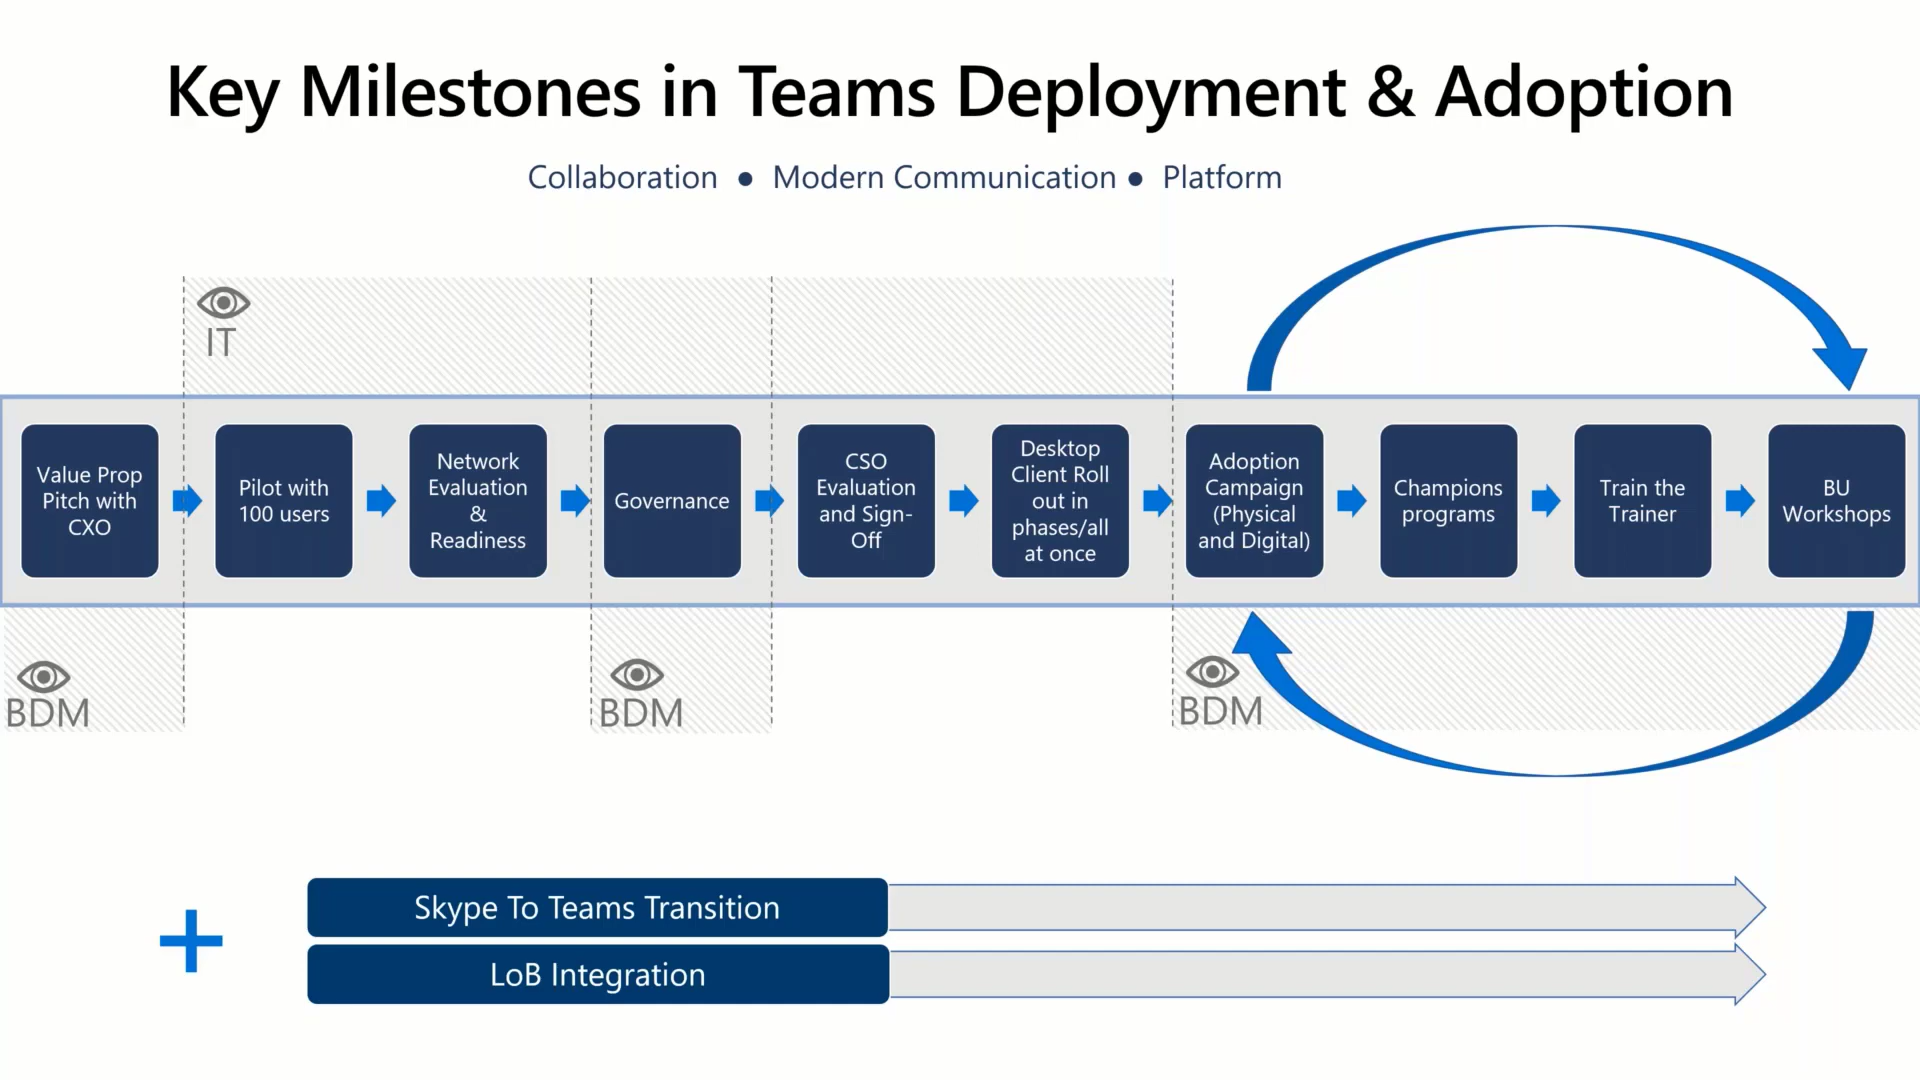 Key Milestones in Teams Deployment & Adoption
Collaboration ● Modern Communication ● Platform
IT
Value Prop
Pitch with
CXO
Pilot with
100 users
Network
Evaluation
&
Readiness
Governance
CSO
Evaluation
and Sign-
Off
Desktop
Client Roll
out in
phases/all
at once
Adoption
Campaign
(Physical
and Digital)
Champions
programs
Train the
Trainer
BU
Workshops
BDM
BDM
BDM
+
Skype To Teams Transition
LoB Integration